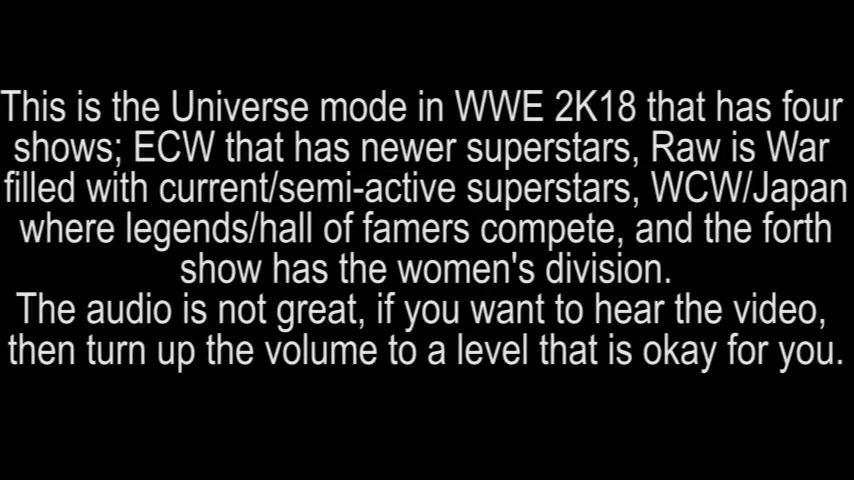 This is the Universe mode in WWE 2K18 that has four
shows; ECW that has newer superstars, Raw is War
filled with current/semi-active superstars, WCW/Japan
where legends/hall of famers compete, and the forth
show has the women's division.
The audio is not great, if you want to hear the video,
then turn up the volume to a level that is okay for you.